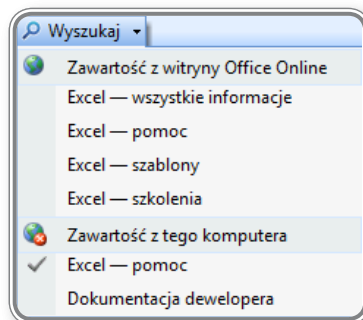 Wyszukaj
Zawartość z witryny Office Online
Excel — wszystkie informacje
Excel — pomoc
Excel — szablony
Excel — szkolenia
Zawartość z tego komputera
Excel — pomoc
Dokumentacja dewelopera